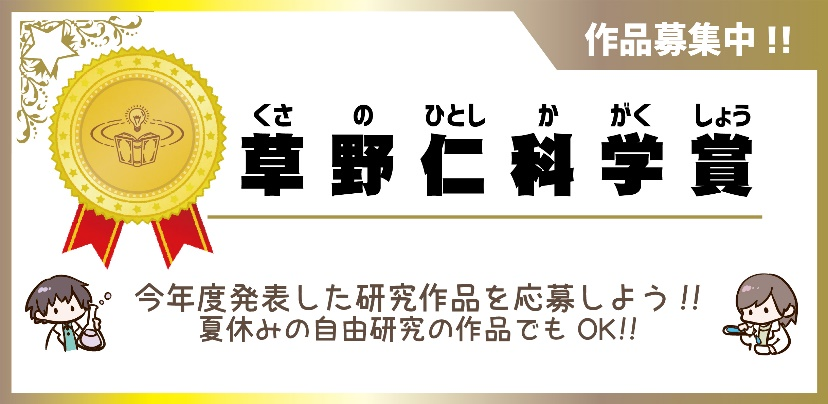 作品募集中!!
くさ の ひとし か がく しょう
草野仁科学賞
今年度発表した研究作品を応募しよう!!
夏休みの自由研究の作品でも OK!!